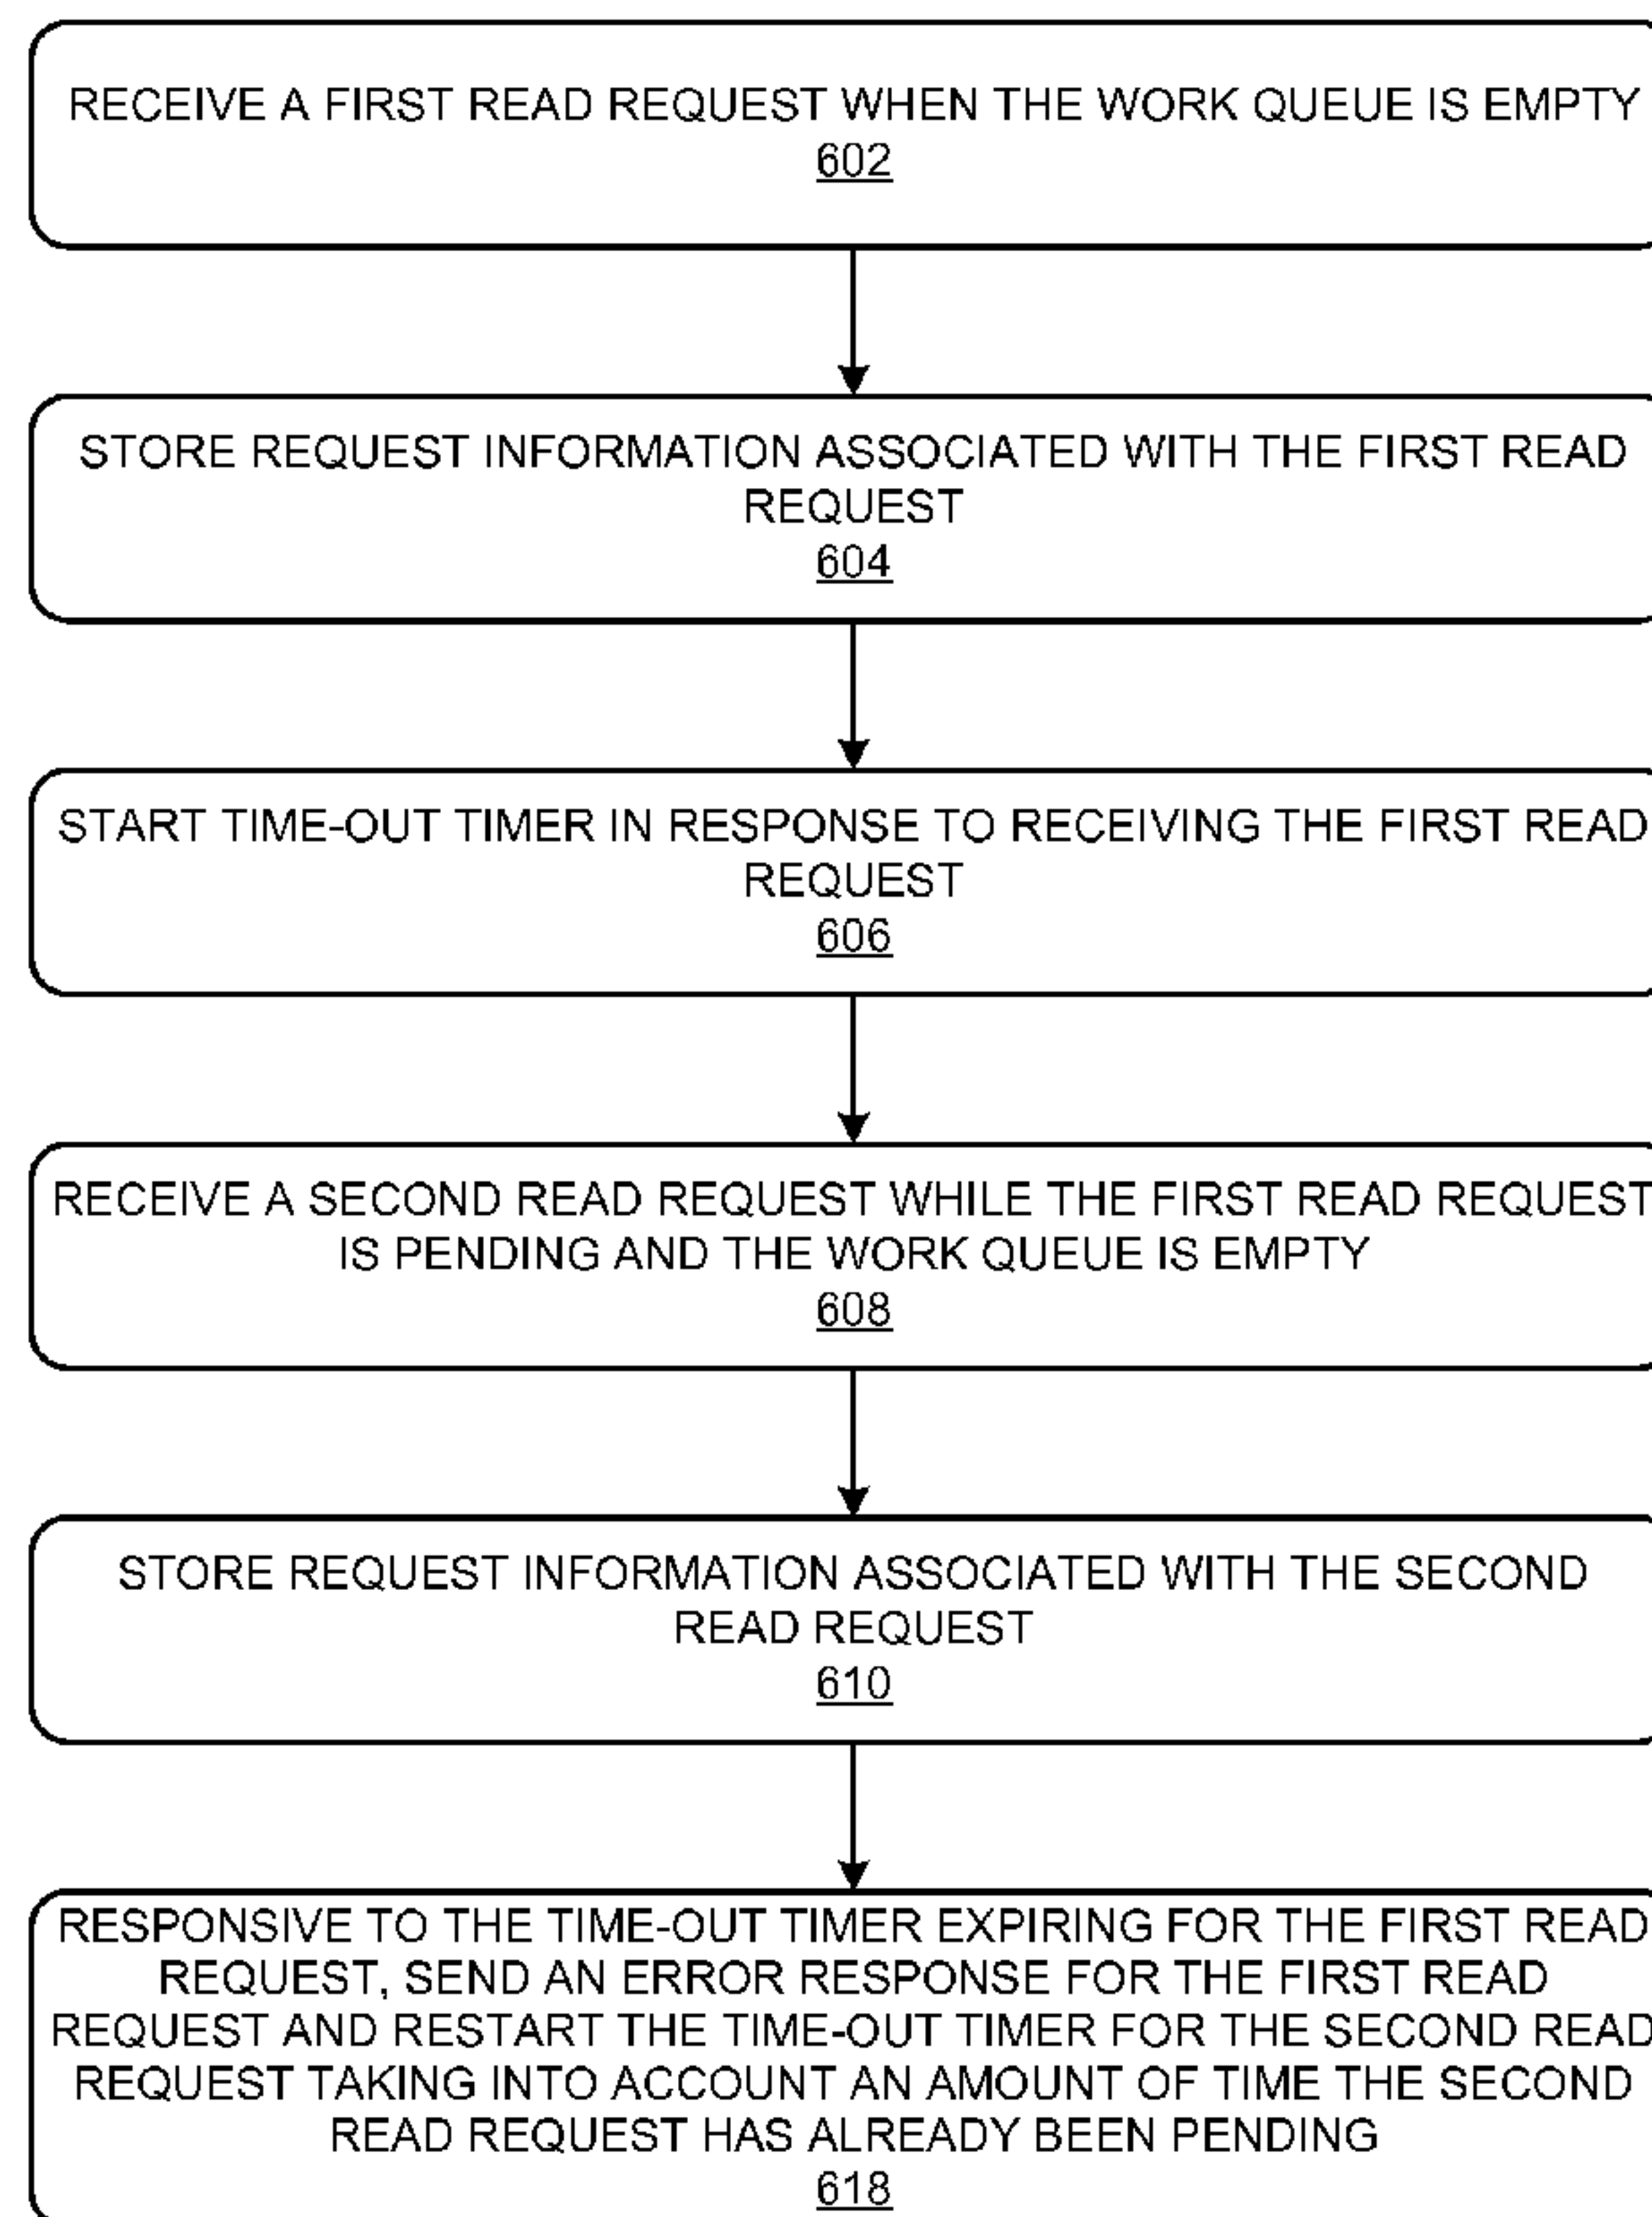 RECEIVE A FIRST READ REQUEST WHEN THE WORK QUEUE IS EMPTY
602
STORE REQUEST INFORMATION ASSOCIATED WITH THE FIRST READ
REQUEST
604
START TIME-OUT TIMER IN RESPONSE TO RECEIVING THE FIRST READ
REQUEST
606
RECEIVE A SECOND READ REQUEST WHILE THE FIRST READ REQUEST
IS PENDING AND THE WORK QUEUE IS EMPTY
608
STORE REQUEST INFORMATION ASSOCIATED WITH THE SECOND
READ REQUEST
610
RESPONSIVE TO THE TIME-OUT TIMER EXPIRING FOR THE FIRST READ
REQUEST, SEND AN ERROR RESPONSE FOR THE FIRST READ
REQUEST AND RESTART THE TIME-OUT TIMER FOR THE SECOND READ
REQUEST TAKING INTO ACCOUNT AN AMOUNT OF TIME THE SECOND
READ REQUEST HAS ALREADY BEEN PENDING
618